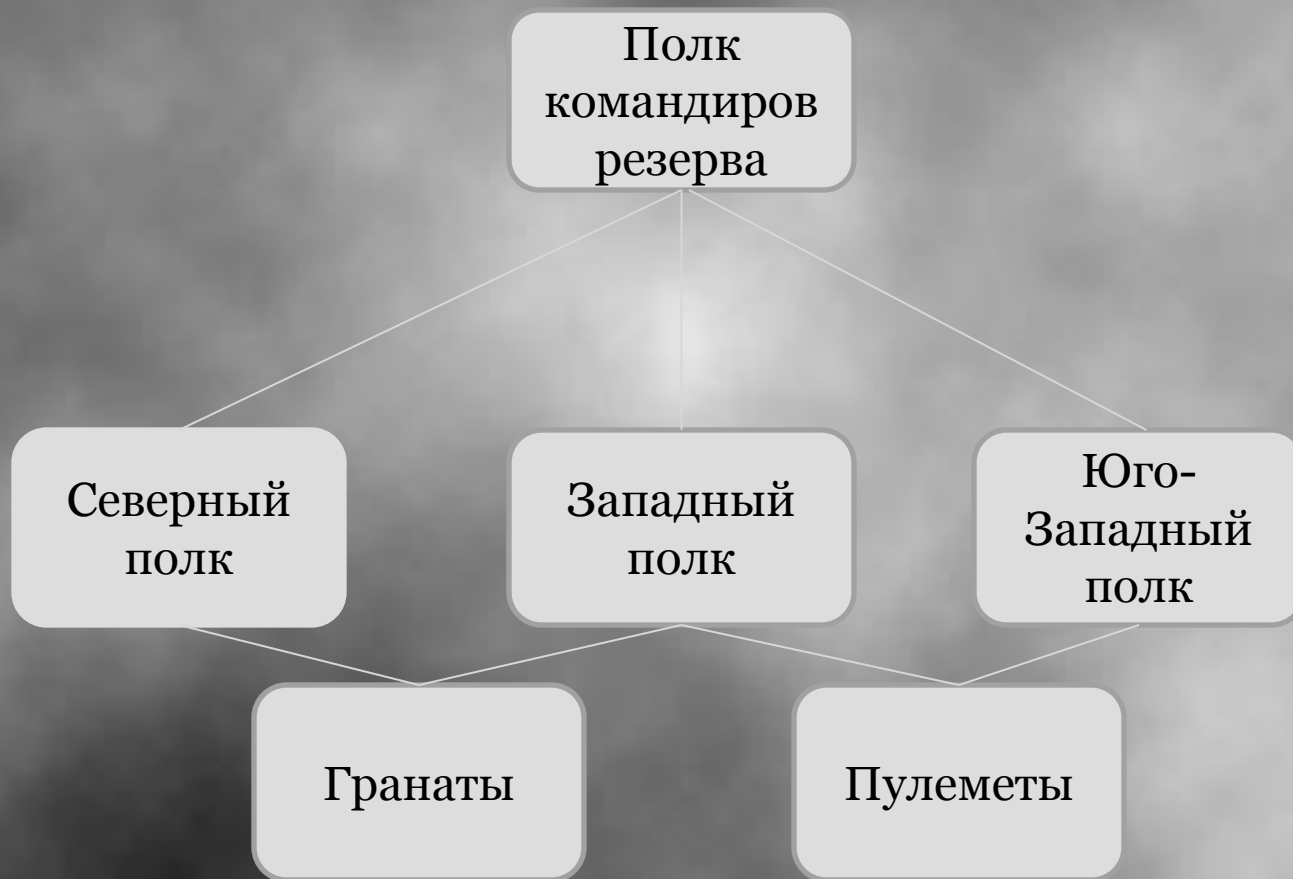 Полк
командиров
резерва
Северный
полк
Западный
полк
Юго-
Западный
полк
Гранаты
Пулеметы